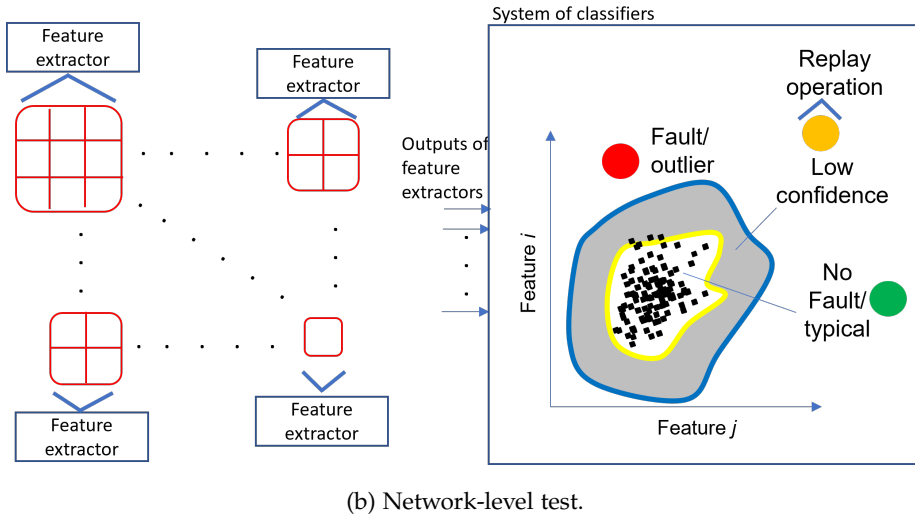 System of classifiers
Feature
extractor
Feature
extractor
Outputs of
feature
extractors
Feature
extractor
Feature
extractor
Replay
operation
Fault/
outlier
Low
confidence
No
Fault/
typical
Feature i
Feature j
(b) Network-level test.